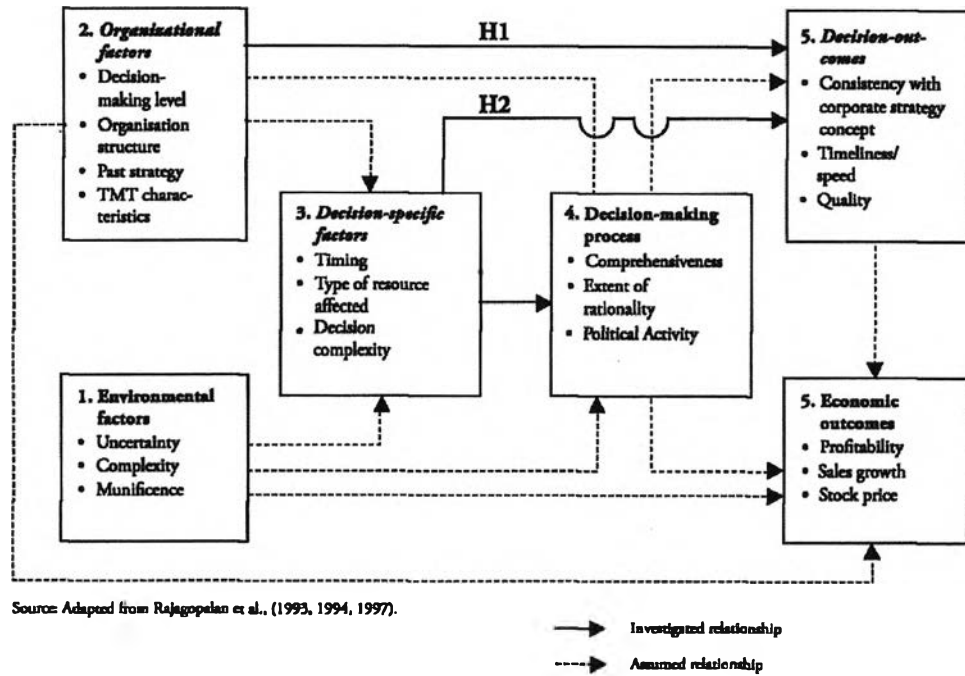 2. Organizational
factors
• Decision-
making level
• Organisation
structure
• Past strategy
• TMT charac-
teristics
H1
H2
5. Decision-out-
comes
• Consistency with
corporate strategy
concept
• Timeliness/
speed
• Quality
3. Decision-specific
factors
• Timing
• Type of resource
affected
• Decision
complexity
4. Decision-making
process
• Comprehensiveness
• Extent of
rationality
• Political Activity
1. Environmental
factors
• Uncertainty
• Complexity
• Munificence
5. Economic
outcomes
• Profitability
• Sales growth
• Stock price
Source: Adapted from Rajagopalan et al., (1993, 1994, 1997).
Investigated relationship
Assumed relationship